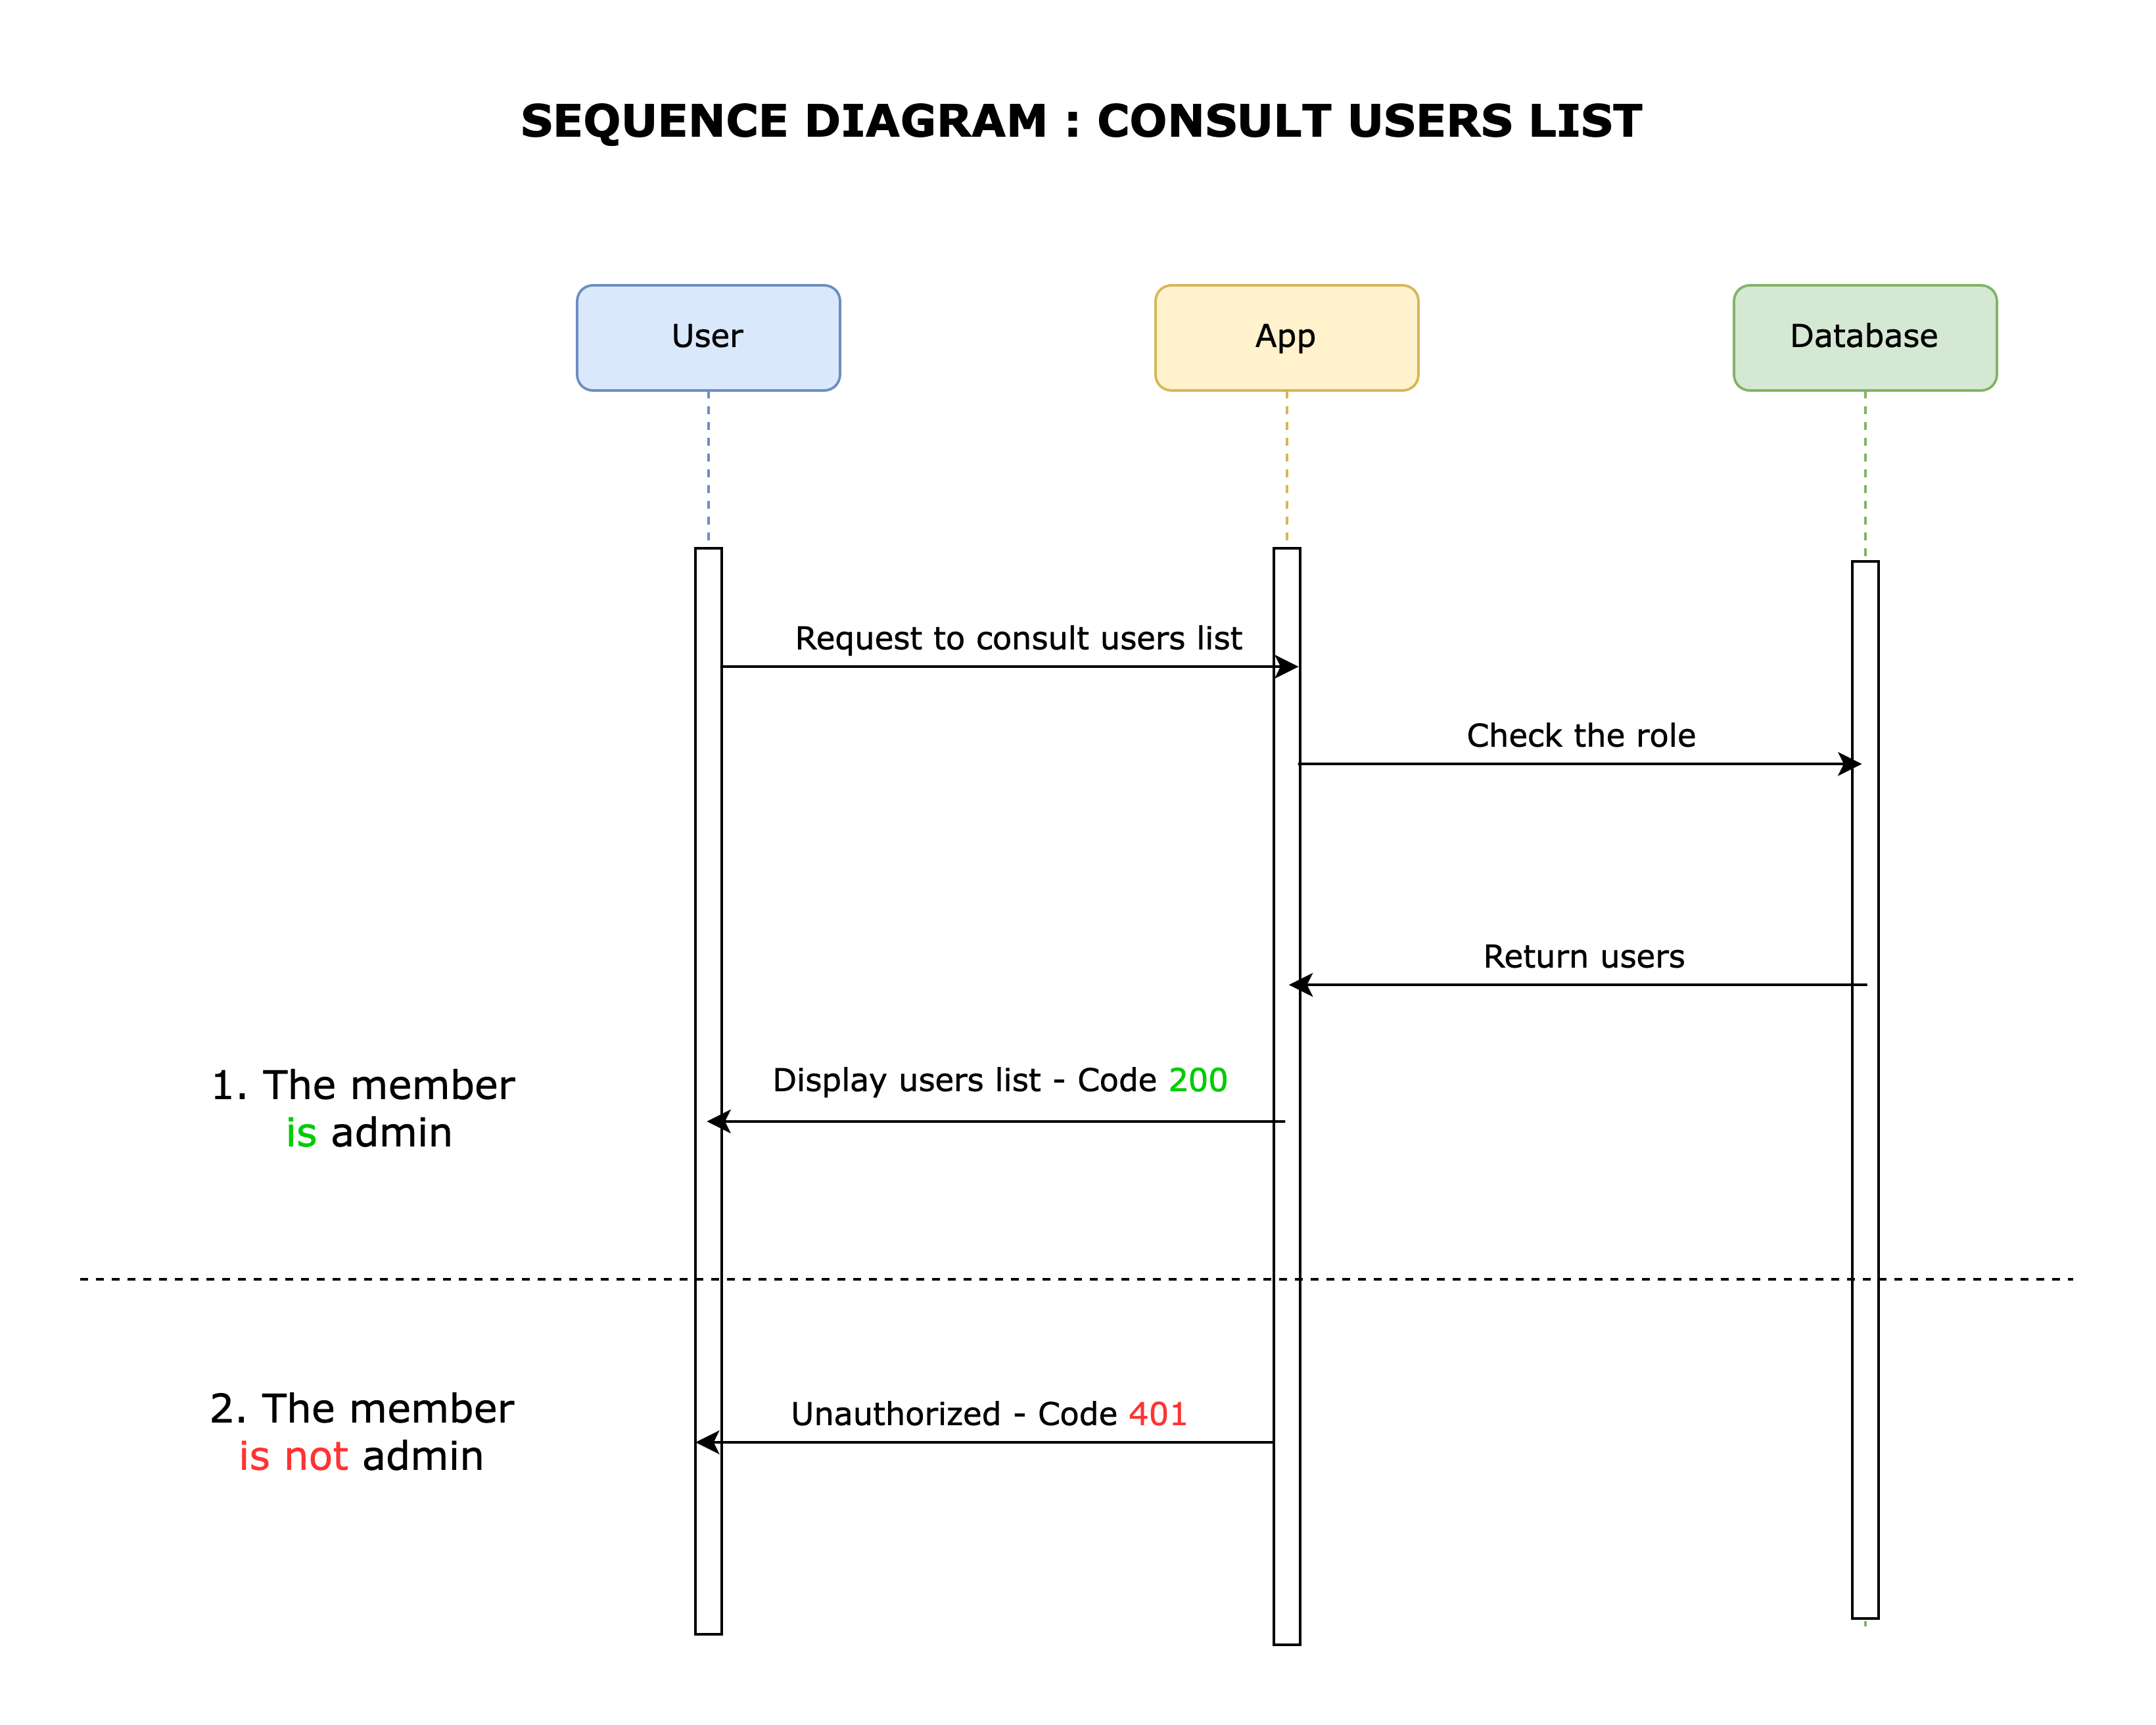 SEQUENCE DIAGRAM : CONSULT USERS LIST
User
App
Database
Request to consult users list
Check the role
Return users
1. The member
is admin
Display users list - Code 200
2. The member
is not admin
Unauthorized - Code 401